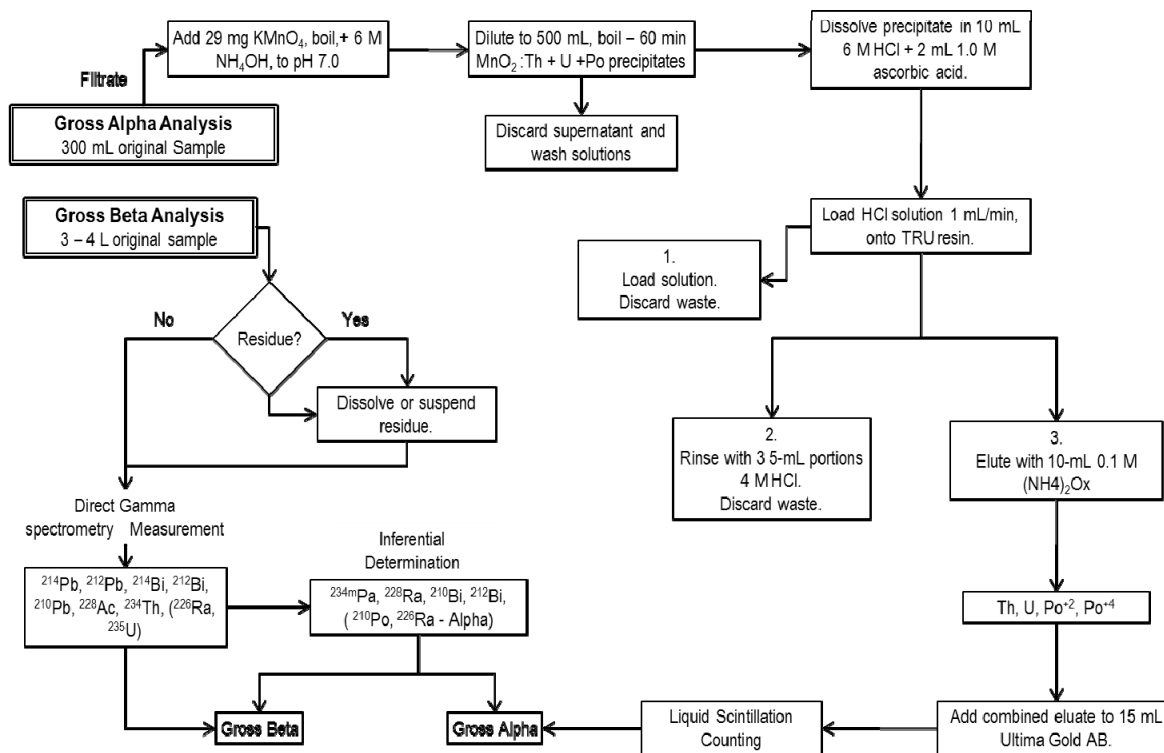 Add 29 mg KMnO₄, boil,+ 6 M
NH₄OH, to pH 7.0
Dilute to 500 mL, boil – 60 min
MnO₂ :Th + U +Po precipitates
Dissolve precipitate in 10 mL
6 M HCl + 2 mL 1.0 M
ascorbic acid.
Filtrate
Gross Alpha Analysis
300 mL original Sample
Discard supernatant and
wash solutions
Gross Beta Analysis
3 – 4 L original sample
Load HCl solution 1 mL/min,
onto TRU resin.
1.
Load solution.
Discard waste.
No
Yes
Residue?
Dissolve or suspend
residue.
2.
Rinse with 3 5-mL portions
4 M HCl.
Discard waste.
3.
Elute with 10-mL 0.1 M
(NH4)₂Ox
Direct Gamma
spectrometry Measurement
Inferential
Determination
²¹⁴Pb, ²¹²Pb, ²¹⁴Bi, ²¹²Bi,
²¹⁰Pb, ²²⁸Ac, ²³⁴Th, (²²⁶Ra,
²³⁵U)
²³⁴ᵐPa, ²²⁸Ra, ²¹⁰Bi, ²¹²Bi,
( ²¹⁰Po, ²²⁶Ra - Alpha)
Th, U, Po⁺², Po⁺⁴
Gross Beta
Gross Alpha
Liquid Scintillation
Counting
Add combined eluate to 15 mL
Ultima Gold AB.